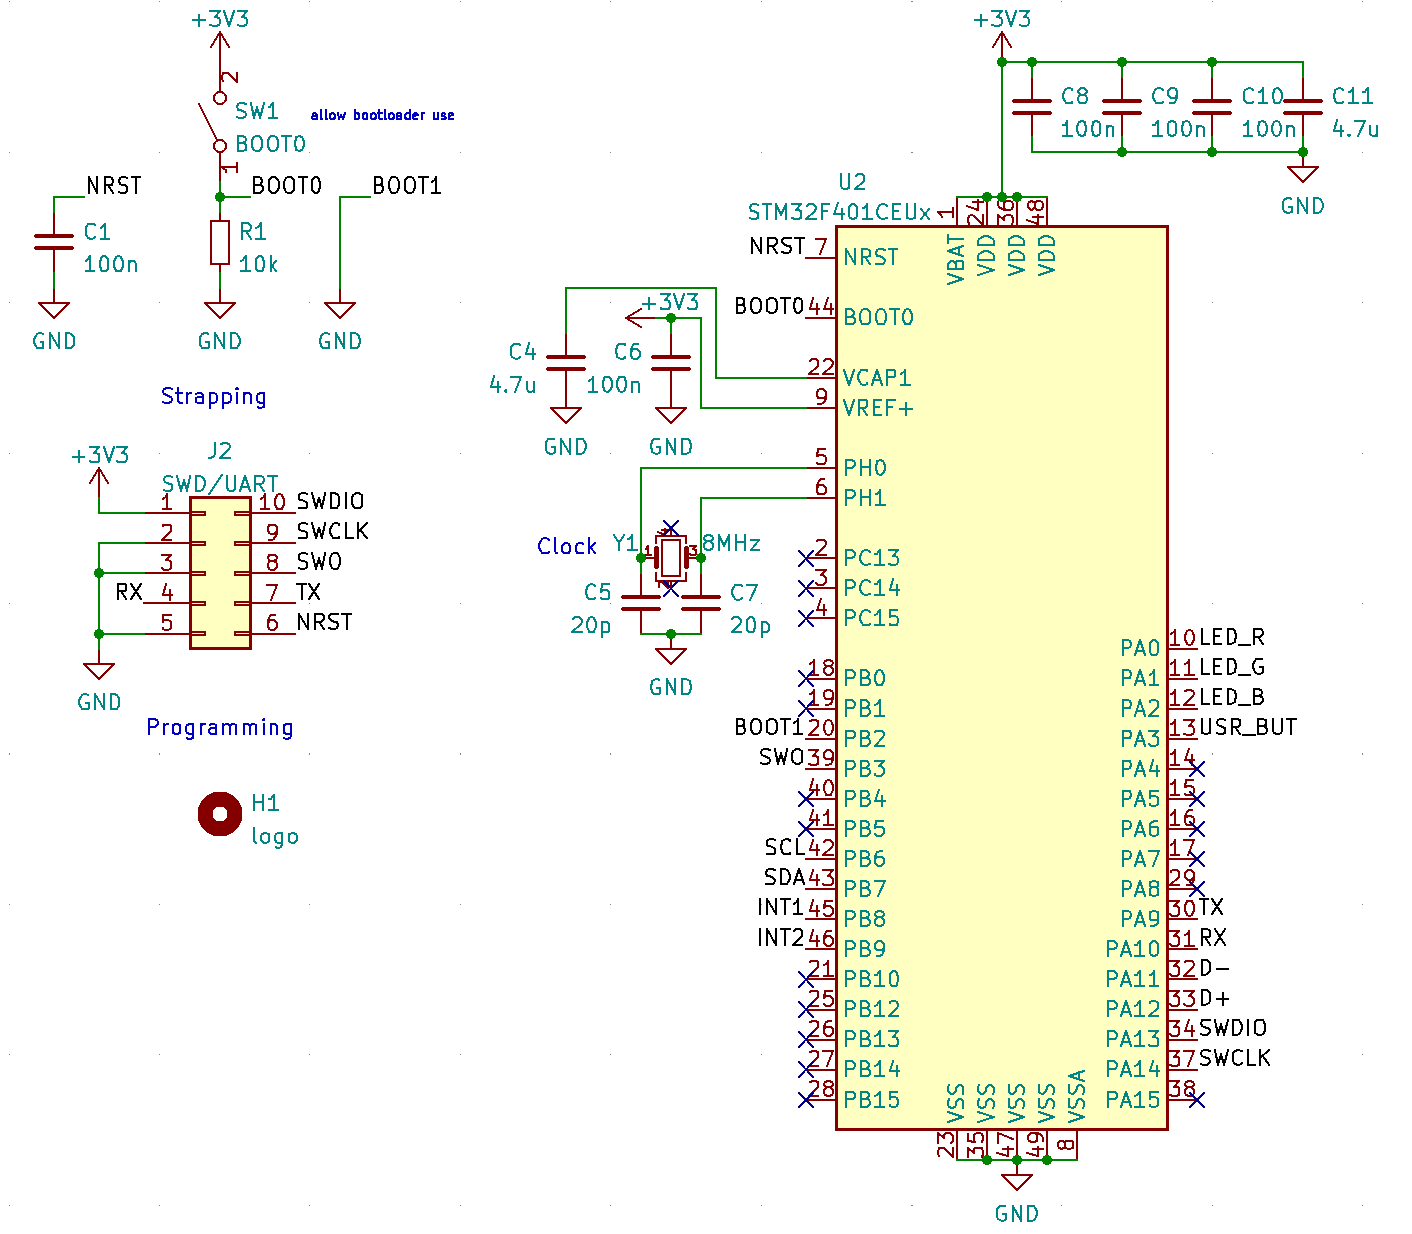 +3V3
2
SW1
BOOT0
1
allow bootloader use
NRST
BOOT0
BOOT1
C1
100n
R1
10k
GND
GND
GND
Strapping
+3V3
J2
SWD/UART
1
10
SWDIO
2
9
SWCLK
3
8
SWO
RX
4
7
TX
5
6
NRST
GND
Programming
H1
logo
+3V3
C8
100n
C9
100n
C10
100n
C11
4.7u
GND
+3V3
C4
4.7u
C6
100n
GND
GND
Clock
Y1
1
3
8MHz
C5
20p
C7
20p
GND
U2
STM32F401CEUx
1
24
36
48
VBAT
VDD
VDD
VDD
NRST
7
NRST
BOOT0
44
BOOT0
22
VCAP1
9
VREF+
5
PH0
6
PH1
2
PC13
3
PC14
4
PC15
18
PB0
19
PB1
BOOT1
20
PB2
SWO
39
PB3
40
PB4
41
PB5
SCL
42
PB6
SDA
43
PB7
INT1
45
PB8
INT2
46
PB9
21
PB10
25
PB12
26
PB13
27
PB14
28
PB15
PA0
10
LED_R
PA1
11
LED_G
PA2
12
LED_B
PA3
13
USR_BUT
PA4
14
PA5
15
PA6
16
PA7
17
PA8
29
PA9
30
TX
PA10
31
RX
PA11
32
D-
PA12
33
D+
PA13
34
SWDIO
PA14
37
SWCLK
PA15
38
VSS
VSS
VSS
VSS
VSSA
23
35
47
49
8
GND